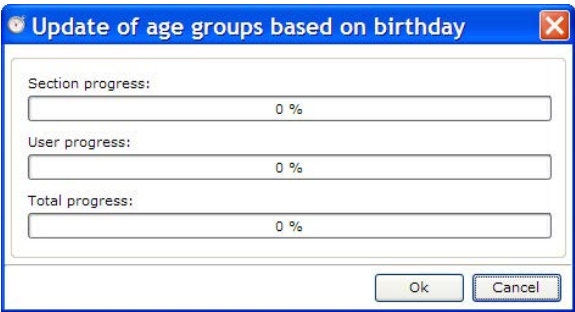 Update of age groups based on birthday
Section progress:
0 %
User progress:
0 %
Total progress:
0 %
Ok Cancel